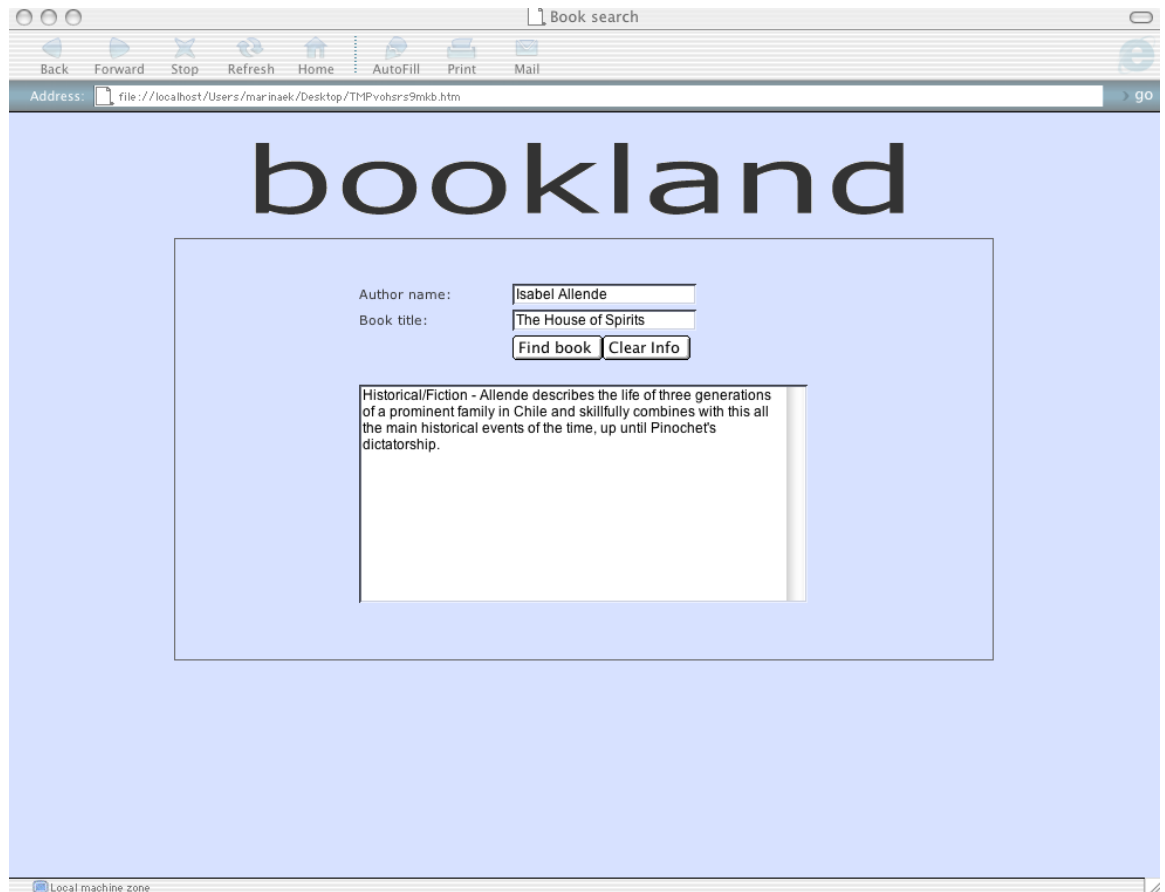 Book search
Back Forward Stop Refresh Home AutoFill Print Mail
Address: file://localhost/Users/marinaek/Desktop/TMPvohsrs9mkb.htm go
bookland
Author name: Isabel Allende
Book title: The House of Spirits
Find book Clear Info
Historical/Fiction - Allende describes the life of three generations
of a prominent family in Chile and skillfully combines with this all
the main historical events of the time, up until Pinochet's
dictatorship.
Local machine zone